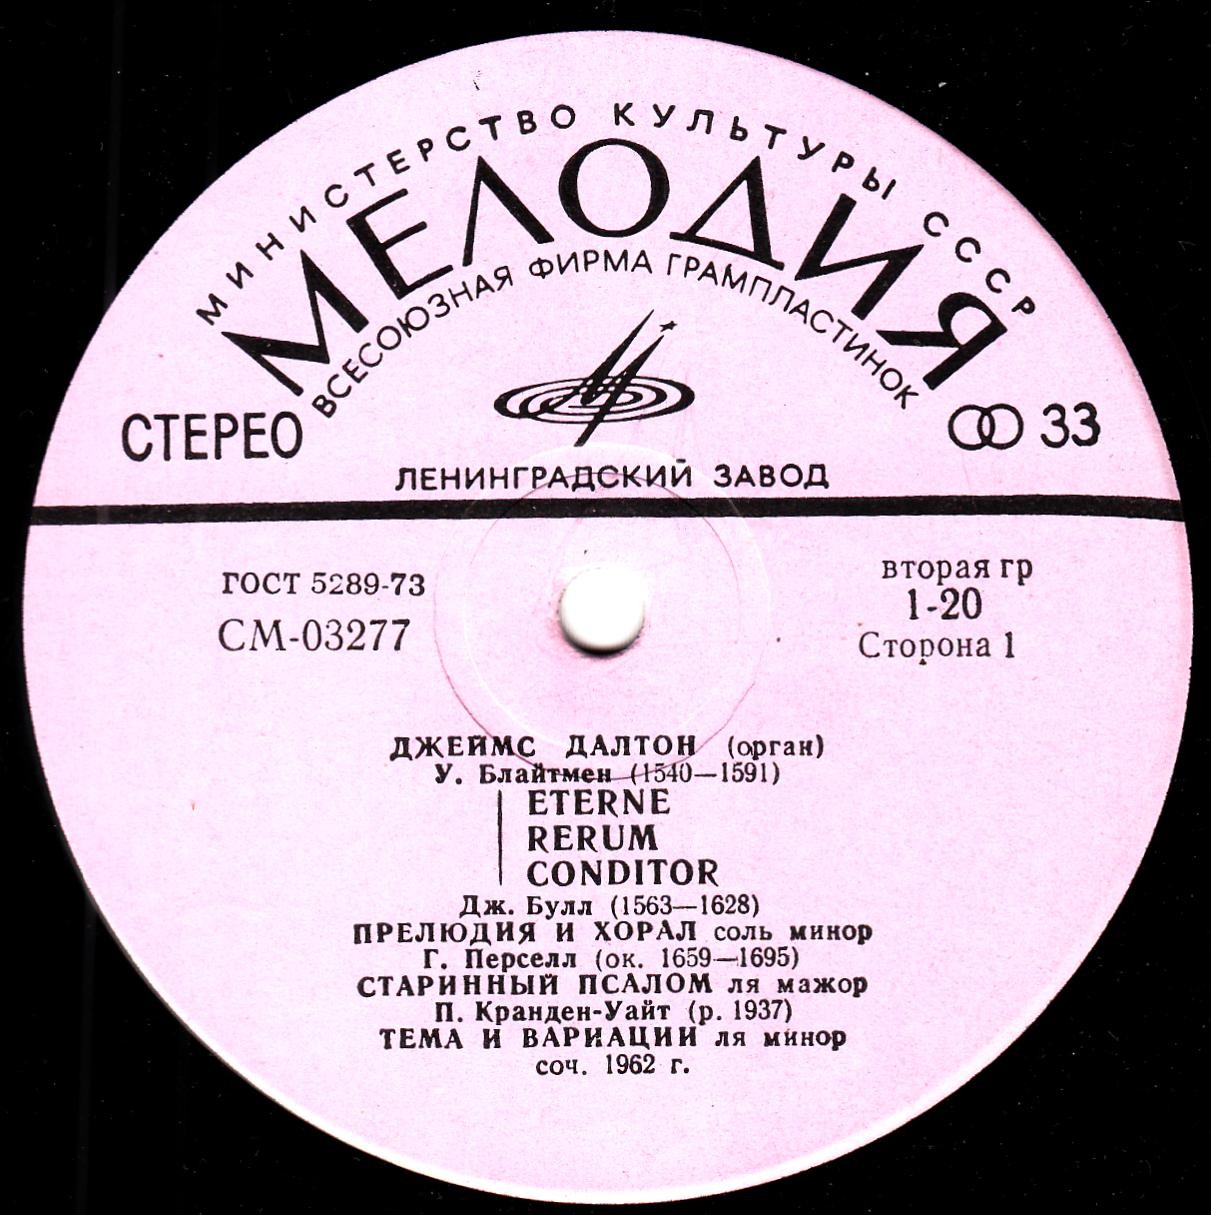 МИНИСТЕРСТВО КУЛЬТУРЫ СССР
МЕЛОДИЯ
ВСЕСОЮЗНАЯ ФИРМА ГРАМПЛАСТИНОК
СТЕРЕО
33
ЛЕНИНГРАДСКИЙ ЗАВОД
ГОСТ 5289-73
СМ-03277
вторая гр
1-20
Сторона 1
ДЖЕЙМС ДАЛТОН (орган)
У. Блайтмен (1540—1591)
ETERNE
RERUM
CONDITOR
Дж. Булл (1563—1628)
ПРЕЛЮДИЯ И ХОРАЛ соль минор
Г. Перселл (ок. 1659—1695)
СТАРИННЫЙ ПСАЛОМ ля мажор
П. Кранден-Уайт (р. 1937)
ТЕМА И ВАРИАЦИИ ля минор
соч. 1962 г.